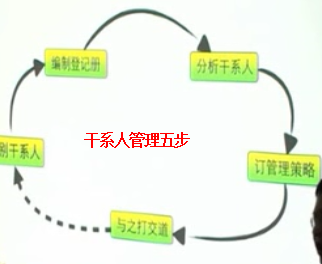 编制登记册
分析干系人
干系人管理五步
别干系人
订管理策略
与之打交道